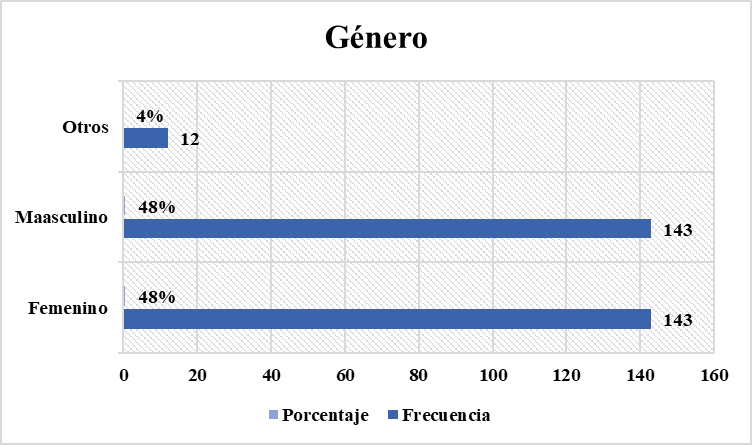 Género
Otros
4%
12
Maasculino
48%
143
Femenino
48%
143
0 20 40 60 80 100 120 140 160
Porcentaje Frecuencia